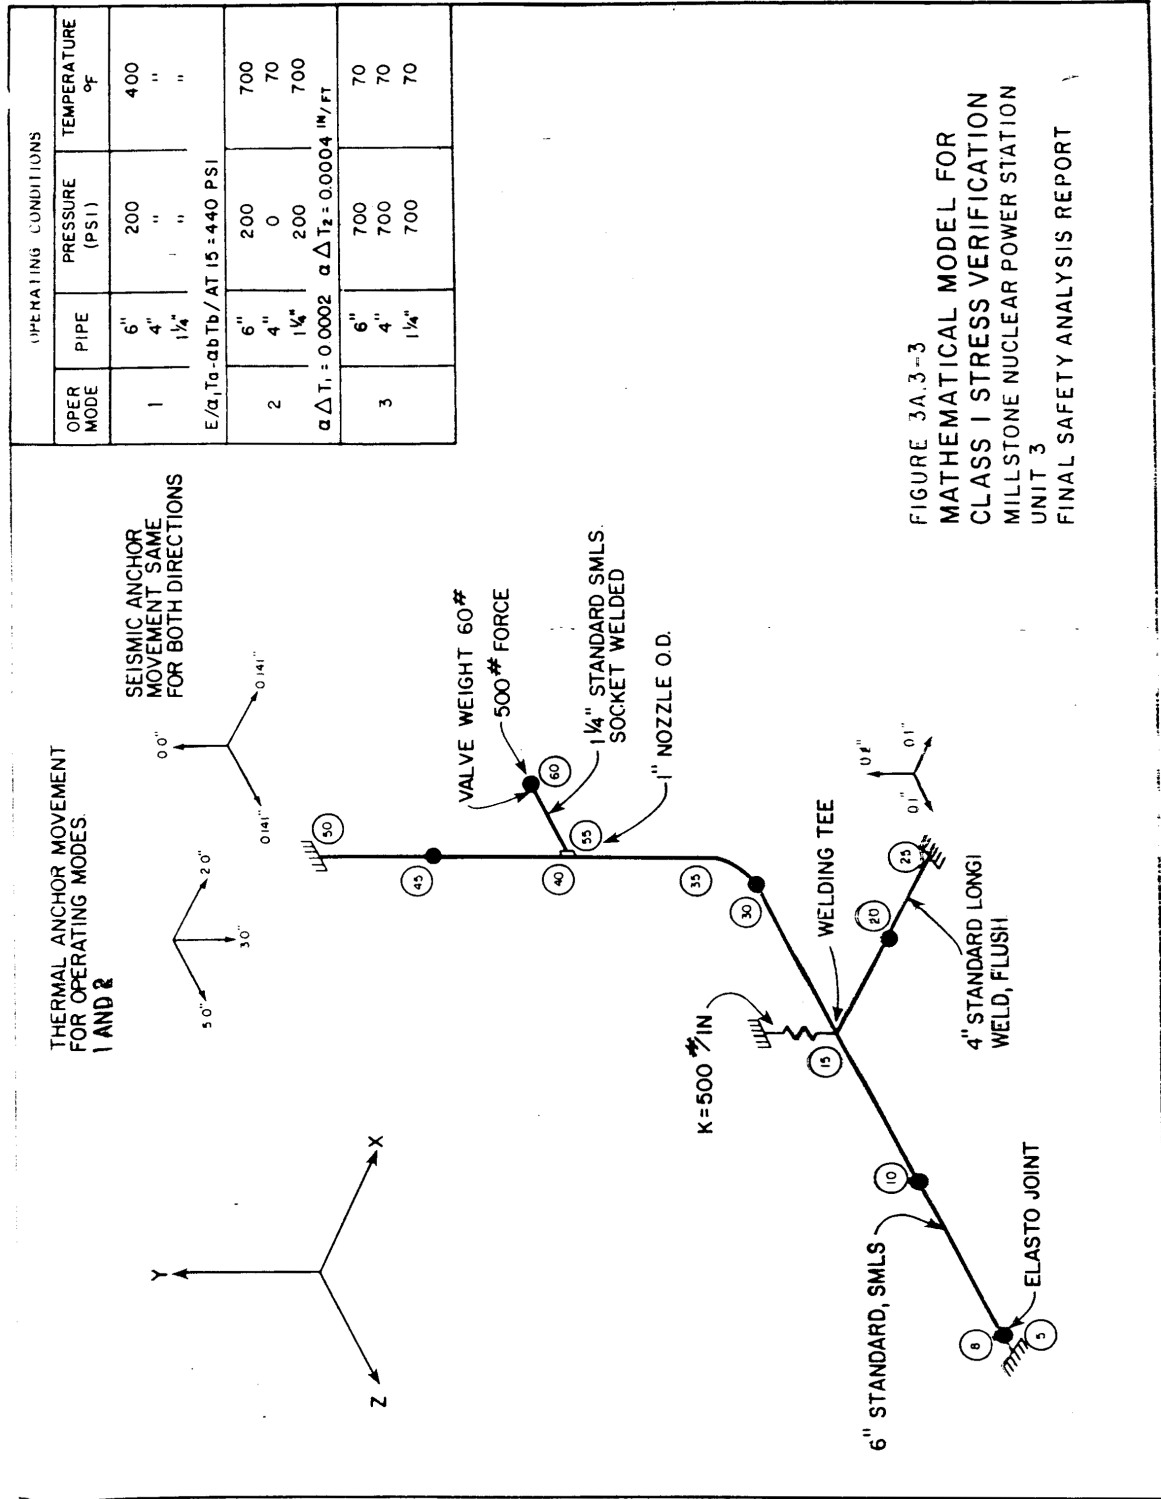 THERMAL ANCHOR MOVEMENT
FOR OPERATING MODES.
1 AND 2
5.0"
2.0"
3.0"
SEISMIC ANCHOR
MOVEMENT SAME
FOR BOTH DIRECTIONS
0.0"
0.141"
0.141"
OPERATING CONDITIONS
OPER MODE PIPE PRESSURE (PSI) TEMPERATURE °F
1 6" 200 400
4" " "
1¼" " "
E/α,Ta-αbTb/AT 15=440 PSI
2 6" 200 700
4" 0 70
1¼" 200 700
α△T₁=0.0002 α△T₂=0.0004 IN/FT
3 6" 700 70
4" 700 70
1¼" 700 70
Y
X
Z
VALVE WEIGHT 60#
500# FORCE
1¼" STANDARD SMLS.
SOCKET WELDED
1" NOZZLE O.D.
50
45
40
55
60
35
30
K=500 #/IN
15
WELDING TEE
20
25
4" STANDARD LONGI
WELD, FLUSH
0.1"
0.1"
10
6" STANDARD, SMLS
8
5
ELASTO JOINT
FIGURE 3A.3-3
MATHEMATICAL MODEL FOR
CLASS I STRESS VERIFICATION
MILLSTONE NUCLEAR POWER STATION
UNIT 3
FINAL SAFETY ANALYSIS REPORT